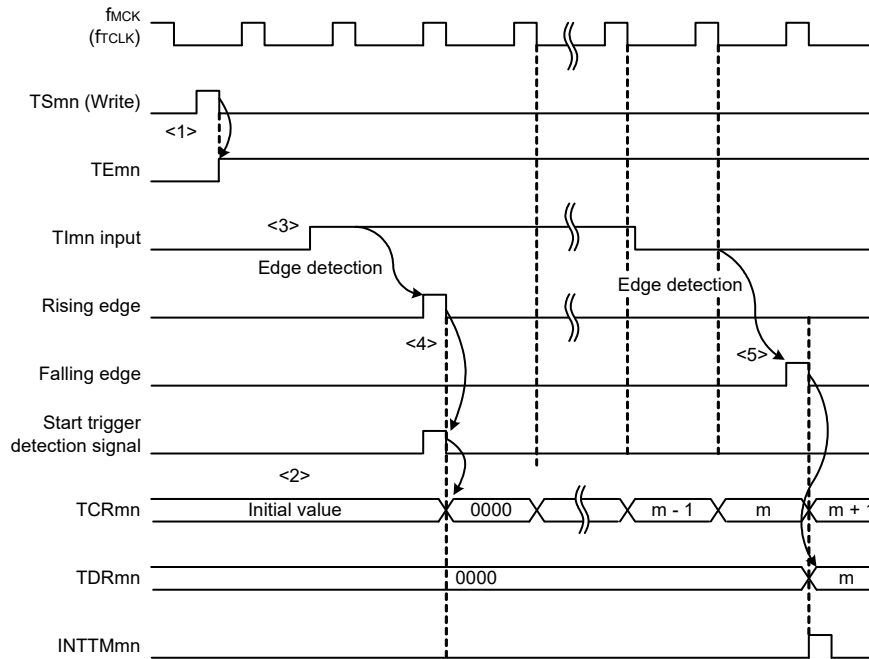 fMCK
(fTCLK)
TSmn (Write)
<1>
TEmn
<3>
TImn input
Edge detection
Edge detection
Rising edge
<4>
<5>
Falling edge
Start trigger
detection signal
<2>
TCRmn
Initial value
0000
m - 1
m
m + 1
TDRmn
0000
m
INTTMmn